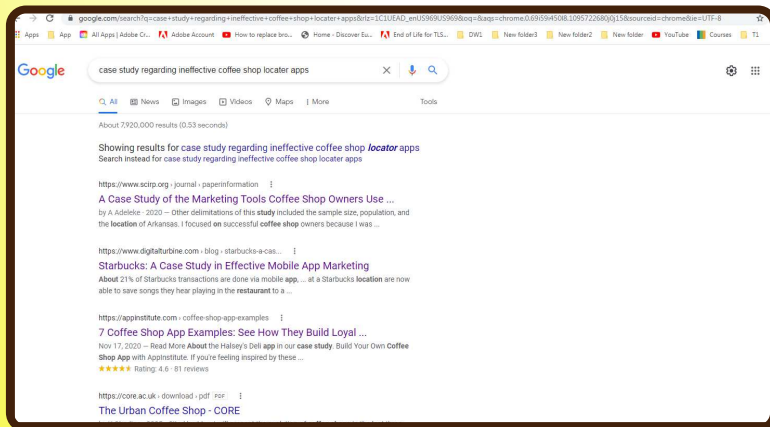 google.com/search?q=case+study+regarding+ineffective+coffee+shop+locater+apps&rlz=1C1UEAD_enUS969US969&oq=&aqs=chrome.0.69i59i450l8.1095722680j0j15&sourceid=chrome&ie=UTF-8
Apps App All Apps | Adobe Cr... Adobe Account How to replace bro... Home - Discover Eu... End of Life for TLS... DW1 New folder3 New folder2 New folder YouTube Courses T1
Google case study regarding ineffective coffee shop locater apps
All News Images Videos Maps More Tools
About 7,920,000 results (0.53 seconds)
Showing results for case study regarding ineffective coffee shop locator apps
Search instead for case study regarding ineffective coffee shop locater apps
https://www.scirp.org › journal › paperinformation
A Case Study of the Marketing Tools Coffee Shop Owners Use ...
by A Adeleke · 2020 — Other delimitations of this study included the sample size, population, and
the location of Arkansas. I focused on successful coffee shop owners because I was ...
https://www.digitalturbine.com › blog › starbucks-a-cas...
Starbucks: A Case Study in Effective Mobile App Marketing
About 21% of Starbucks transactions are done via mobile app, ... at a Starbucks location are now
able to save songs they hear playing in the restaurant to a ...
https://appinstitute.com › coffee-shop-app-examples
7 Coffee Shop App Examples: See How They Build Loyal ...
Nov 17, 2020 — Read More About the Halsey's Deli app in our case study. Build Your Own Coffee
Shop App with AppInstitute. If you're feeling inspired by these ...
Rating: 4.6 · 81 reviews
https://core.ac.uk › download › pdf PDF
The Urban Coffee Shop - CORE